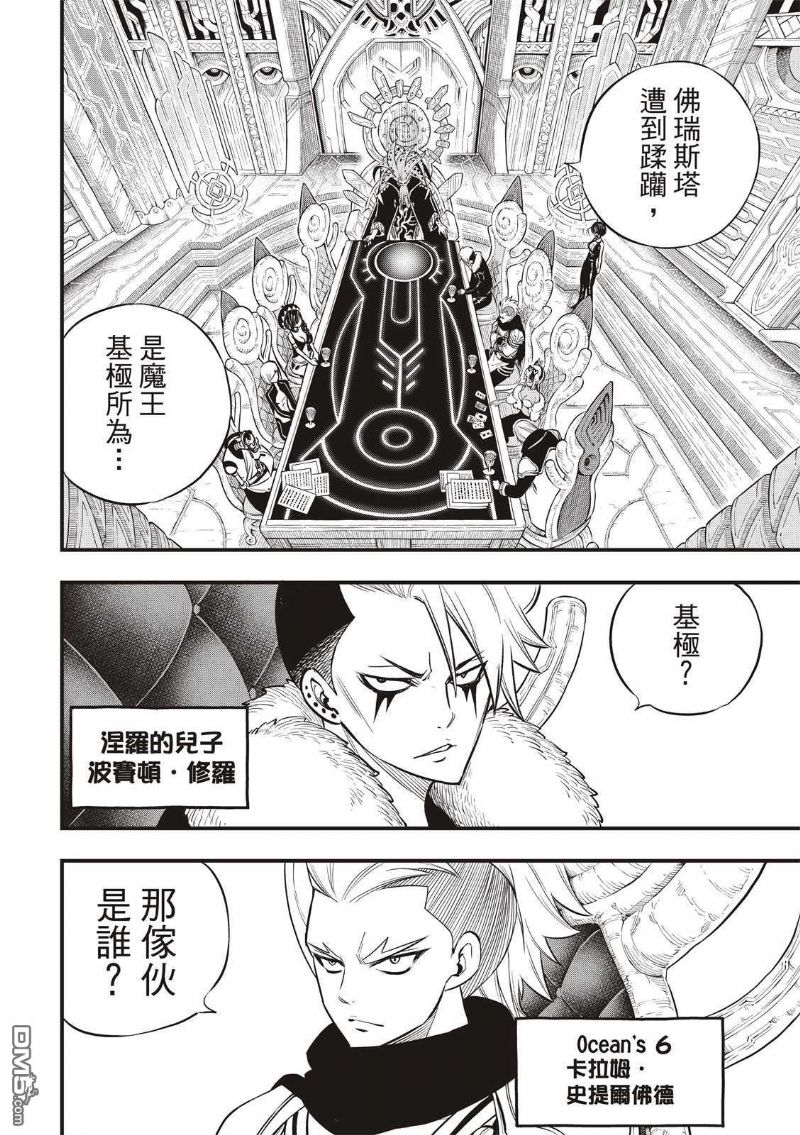 佛瑞斯塔
遭到蹂躪，
是魔王
基極所為…
基極？
涅羅的兒子
波賽頓・修羅
那傢伙
是誰？
Ocean's 6
卡拉姆・
史提爾佛德
DM5.com